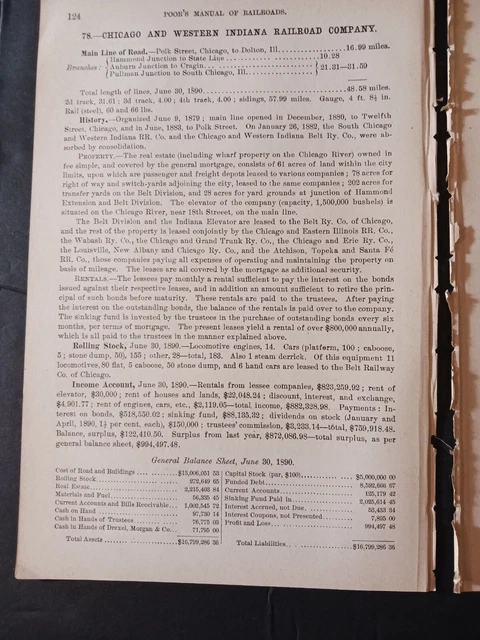 124
POOR'S MANUAL OF RAILROADS.
78.—CHICAGO AND WESTERN INDIANA RAILROAD COMPANY.
Main Line of Road.—Polk Street, Chicago, to Dolton, Ill. 16.99 miles.
Branches: Hammond Junction to State Line 10.28
Auburn Junction to Cragin
Pullman Junction to South Chicago, Ill. 21.31—31.59
Total length of lines, June 30, 1890 48.58 miles.
2d track, 31.61; 3d track, 4.00; 4th track, 4.00; sidings, 57.99 miles. Gauge, 4 ft. 8½ in.
Rail (steel), 60 and 66 lbs.
History.—Organized June 9, 1879; main line opened in December, 1880, to Twelfth
Street, Chicago, and in June, 1883, to Polk Street. On January 26, 1882, the South Chicago
and Western Indiana RR. Co. and the Chicago and Western Indiana Belt Ry. Co., were ab-
sorbed by consolidation.
PROPERTY.—The real estate (including wharf property on the Chicago River) owned in
fee simple, and covered by the general mortgage, consists of 61 acres of land within the city
limits, upon which are passenger and freight depots leased to various companies; 78 acres for
right of way and switch-yards adjoining the city, leased to the same companies; 202 acres for
transfer yards on the Belt Division, and 28 acres for yard grounds at junction of Hammond
Extension and Belt Division. The elevator of the company (capacity, 1,500,000 bushels) is
situated on the Chicago River, near 18th Street, on the main line.
The Belt Division and the Indiana Elevator are leased to the Belt Ry. Co. of Chicago,
and the rest of the property is leased conjointly by the Chicago and Eastern Illinois RR. Co.,
the Wabash Ry. Co., the Chicago and Grand Trunk Ry. Co., the Chicago and Erie Ry. Co.,
the Louisville, New Albany and Chicago Ry. Co., and the Atchison, Topeka and Santa Fé
RR. Co., those companies paying all expenses of operating and maintaining the property on
basis of mileage. The leases are all covered by the mortgage as additional security.
RENTALS.—The lessees pay monthly a rental sufficient to pay the interest on the bonds
issued against their respective leases, and in addition an amount sufficient to retire the prin-
cipal of such bonds before maturity. These rentals are paid to the trustees. After paying
the interest on the outstanding bonds, the balance of the rentals is paid over to the company.
The sinking fund is invested by the trustees in the purchase of outstanding bonds every six
months, per terms of mortgage. The present leases yield a rental of over $800,000 annually,
which is all paid to the trustees in the manner explained above.
Rolling Stock, June 30, 1890.—Locomotive engines, 14. Cars (platform, 100; caboose,
5; stone dump, 50), 155; other, 28—total, 183. Also 1 steam derrick. Of this equipment 11
locomotives, 80 flat, 5 caboose, 50 stone dump, and 6 hand cars are leased to the Belt Railway
Co. of Chicago.
Income Account, June 30, 1890.—Rentals from lessee companies, $823,259.92; rent of
elevator, $30,000; rent of houses and lands, $22,048.24; discount, interest, and exchange,
$4,901.77; rent of engines, cars, etc., $2,119.05—total income, $882,328.98. Payments: In-
terest on bonds, $518,550.02; sinking fund, $88,135.32; dividends on stock (January and
April, 1890, 1½ per cent. each), $150,000; trustees' commission, $3,233.14—total, $759,918.48.
Balance, surplus, $122,410.50. Surplus from last year, $872,086.98—total surplus, as per
general balance sheet, $994,497.48.
General Balance Sheet, June 30, 1890.
Cost of Road and Buildings $13,006,051 53
Rolling Stock 272,649 65
Real Estate 2,235,408 84
Materials and Fuel 56,335 45
Current Accounts and Bills Receivable 1,002,545 72
Cash on Hand 97,730 14
Cash in Hands of Trustees 76,775 03
Cash in Hands of Drexel, Morgan & Co. 71,795 00
Total Assets $16,799,286 36
Capital Stock (par, $100) $5,000,000 00
Funded Debt 8,592,666 67
Current Accounts 125,179 42
Sinking Fund Paid in 2,025,614 45
Interest Accrued, not Due 53,433 34
Interest Coupons, not Presented 7,895 00
Profit and Loss 994,497 48
Total Liabilities $16,799,286 36